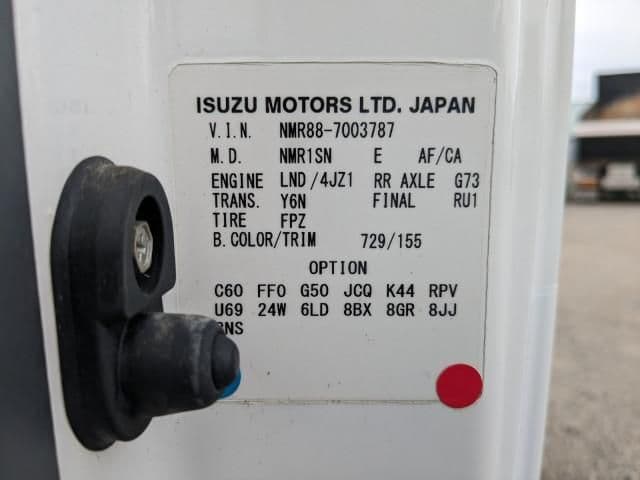 ISUZU MOTORS LTD. JAPAN
V.I.N. NMR88-7003787
M.D. NMR1SN E AF/CA
ENGINE LND/4JZ1 RR AXLE G73
TRANS. Y6N FINAL RU1
TIRE FPZ
B.COLOR/TRIM 729/155
OPTION
C60 FF0 G50 JCQ K44 RPV
U69 24W 6LD 8BX 8GR 8JJ